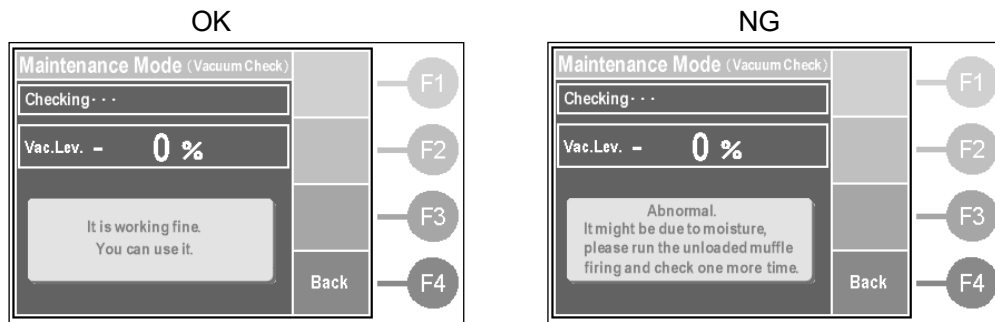 OK
Maintenance Mode (Vacuum Check)
Checking・・・
Vac.Lev. - 0 %
It is working fine.
You can use it.
Back
F1
F2
F3
F4
NG
Maintenance Mode (Vacuum Check)
Checking・・・
Vac.Lev. - 0 %
Abnormal.
It might be due to moisture,
please run the unloaded muffle
firing and check one more time.
Back
F1
F2
F3
F4